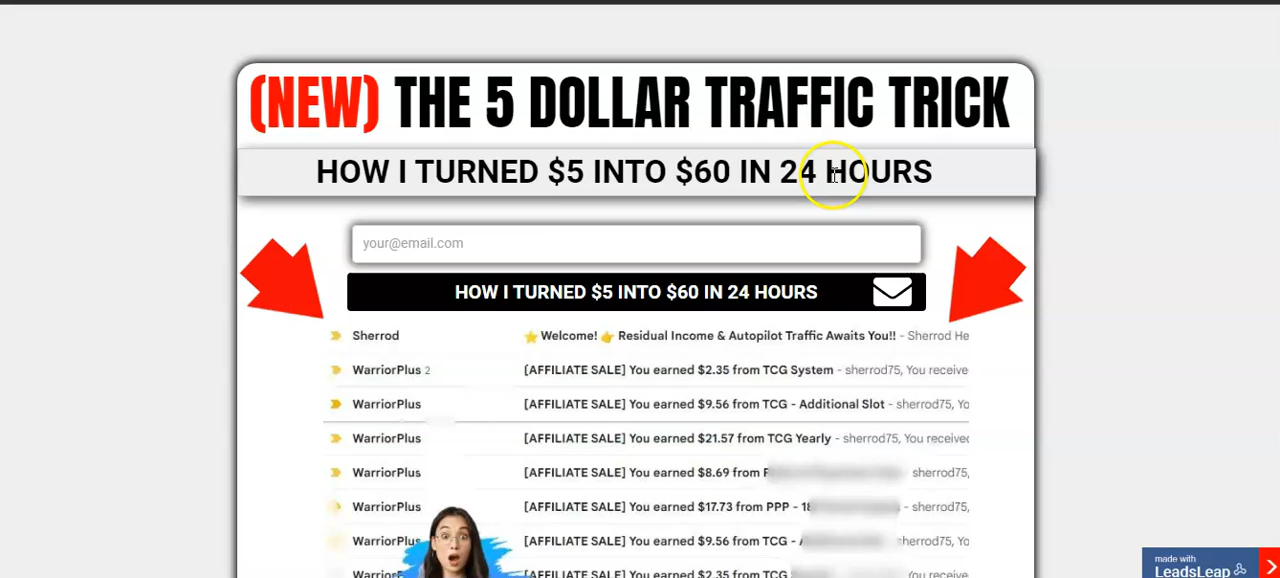 (NEW) THE 5 DOLLAR TRAFFIC TRICK
HOW I TURNED $5 INTO $60 IN 24 HOURS
your@email.com
HOW I TURNED $5 INTO $60 IN 24 HOURS
Sherrod ⭐ Welcome! 👉 Residual Income & Autopilot Traffic Awaits You!! - Sherrod He
WarriorPlus 2 [AFFILIATE SALE] You earned $2.35 from TCG System - sherrod75, You receive
WarriorPlus [AFFILIATE SALE] You earned $9.56 from TCG - Additional Slot - sherrod75, Yo
WarriorPlus [AFFILIATE SALE] You earned $21.57 from TCG Yearly - sherrod75, You received
WarriorPlus [AFFILIATE SALE] You earned $8.69 from sherrod75,
WarriorPlus [AFFILIATE SALE] You earned $17.73 from PPP - - sherrod75,
WarriorPlus [AFFILIATE SALE] You earned $9.56 from TCG - sherrod75,
[AFFILIATE SALE] You earned $2.35 from TCG sherrod75,
made with
LeadsLeap